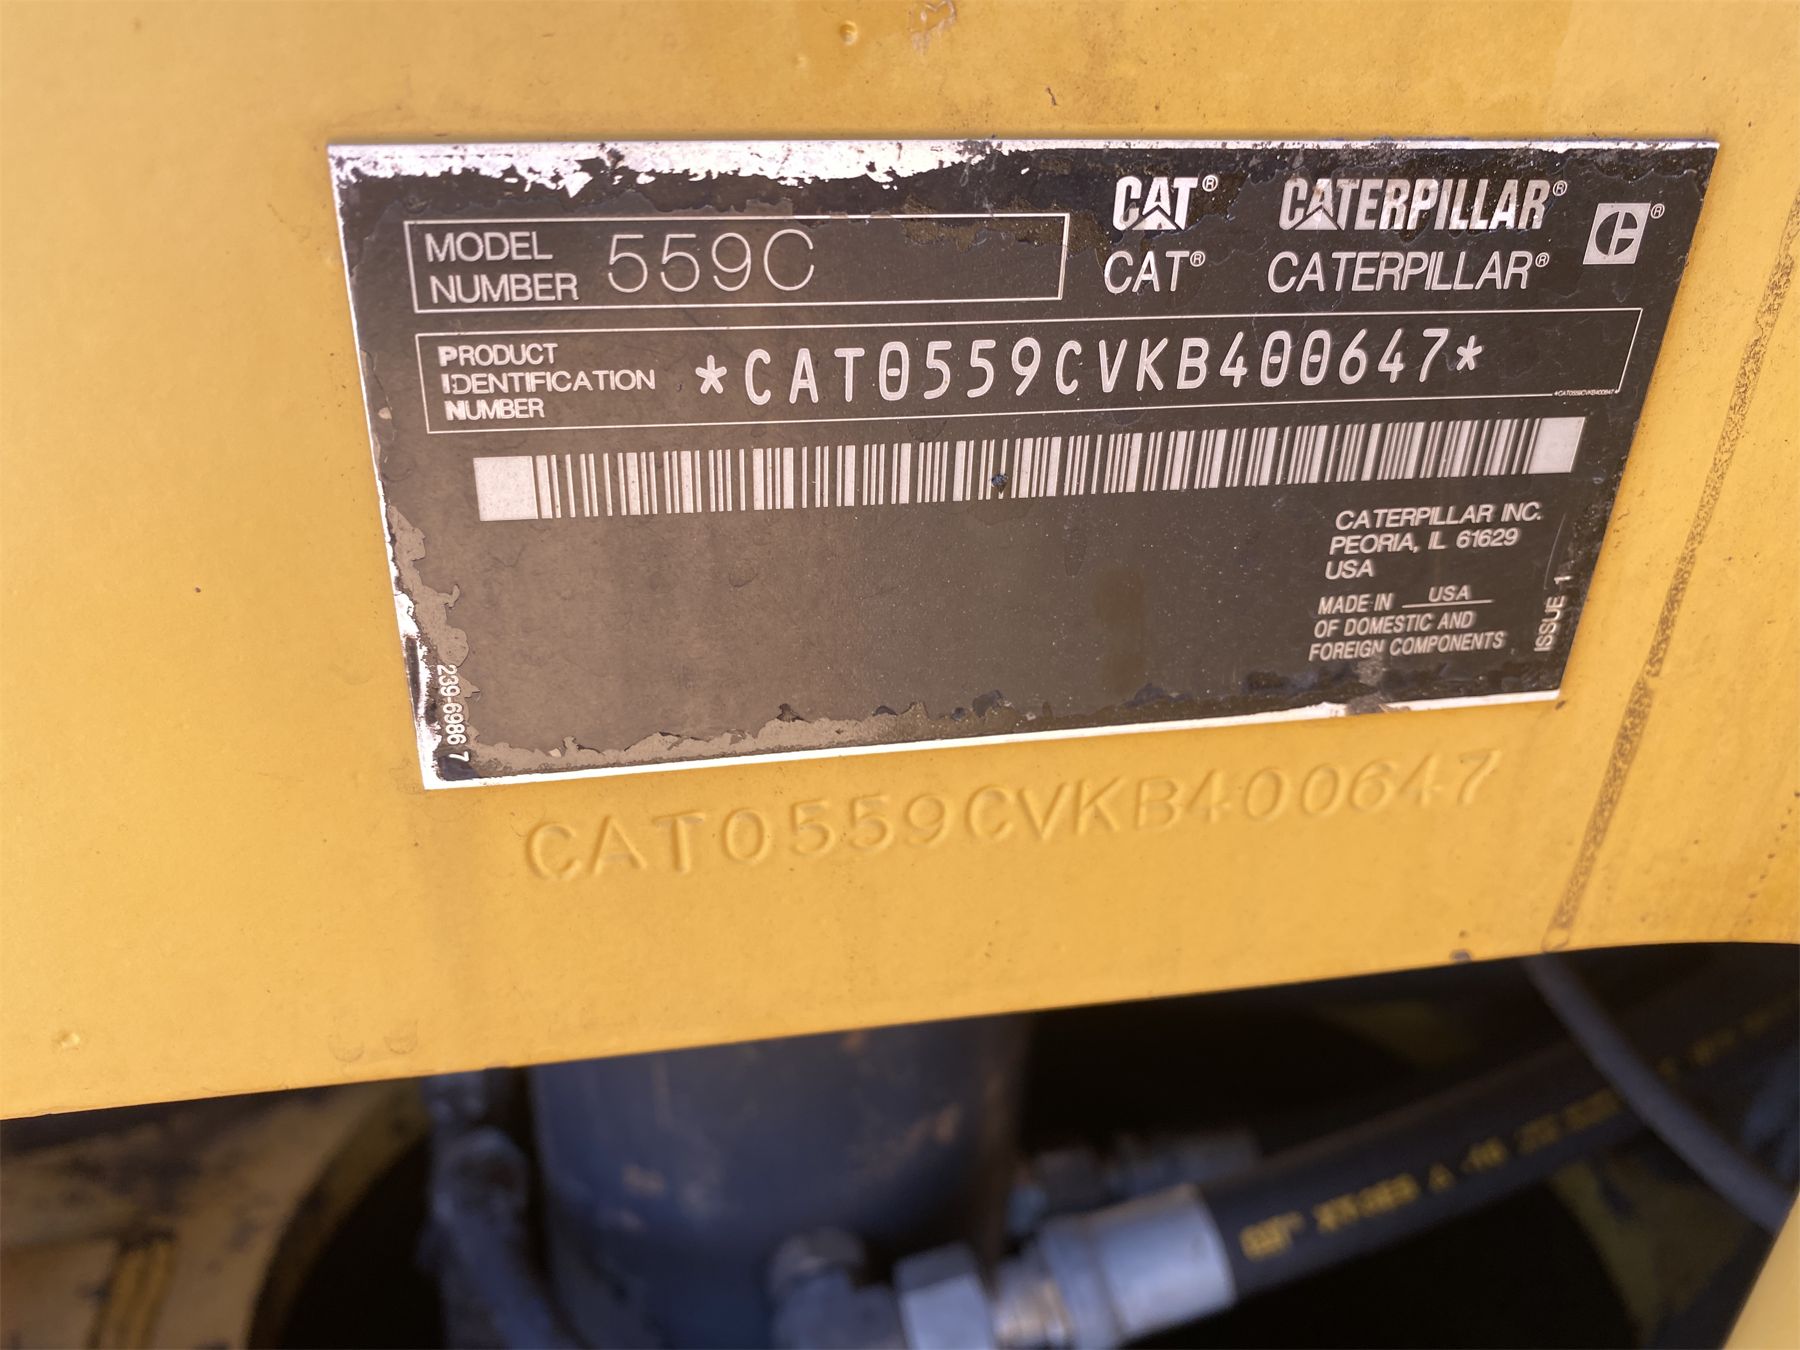 CAT® CATERPILLAR®
CAT® CATERPILLAR®
MODEL
NUMBER
559C
PRODUCT
IDENTIFICATION
NUMBER
*CAT0559CVKB400647*
*CAT0559CVKB400647*
CATERPILLAR INC.
PEORIA, IL 61629
USA
MADE IN USA
OF DOMESTIC AND
FOREIGN COMPONENTS
ISSUE 1
239-6986 7
CAT0559CVKB400647